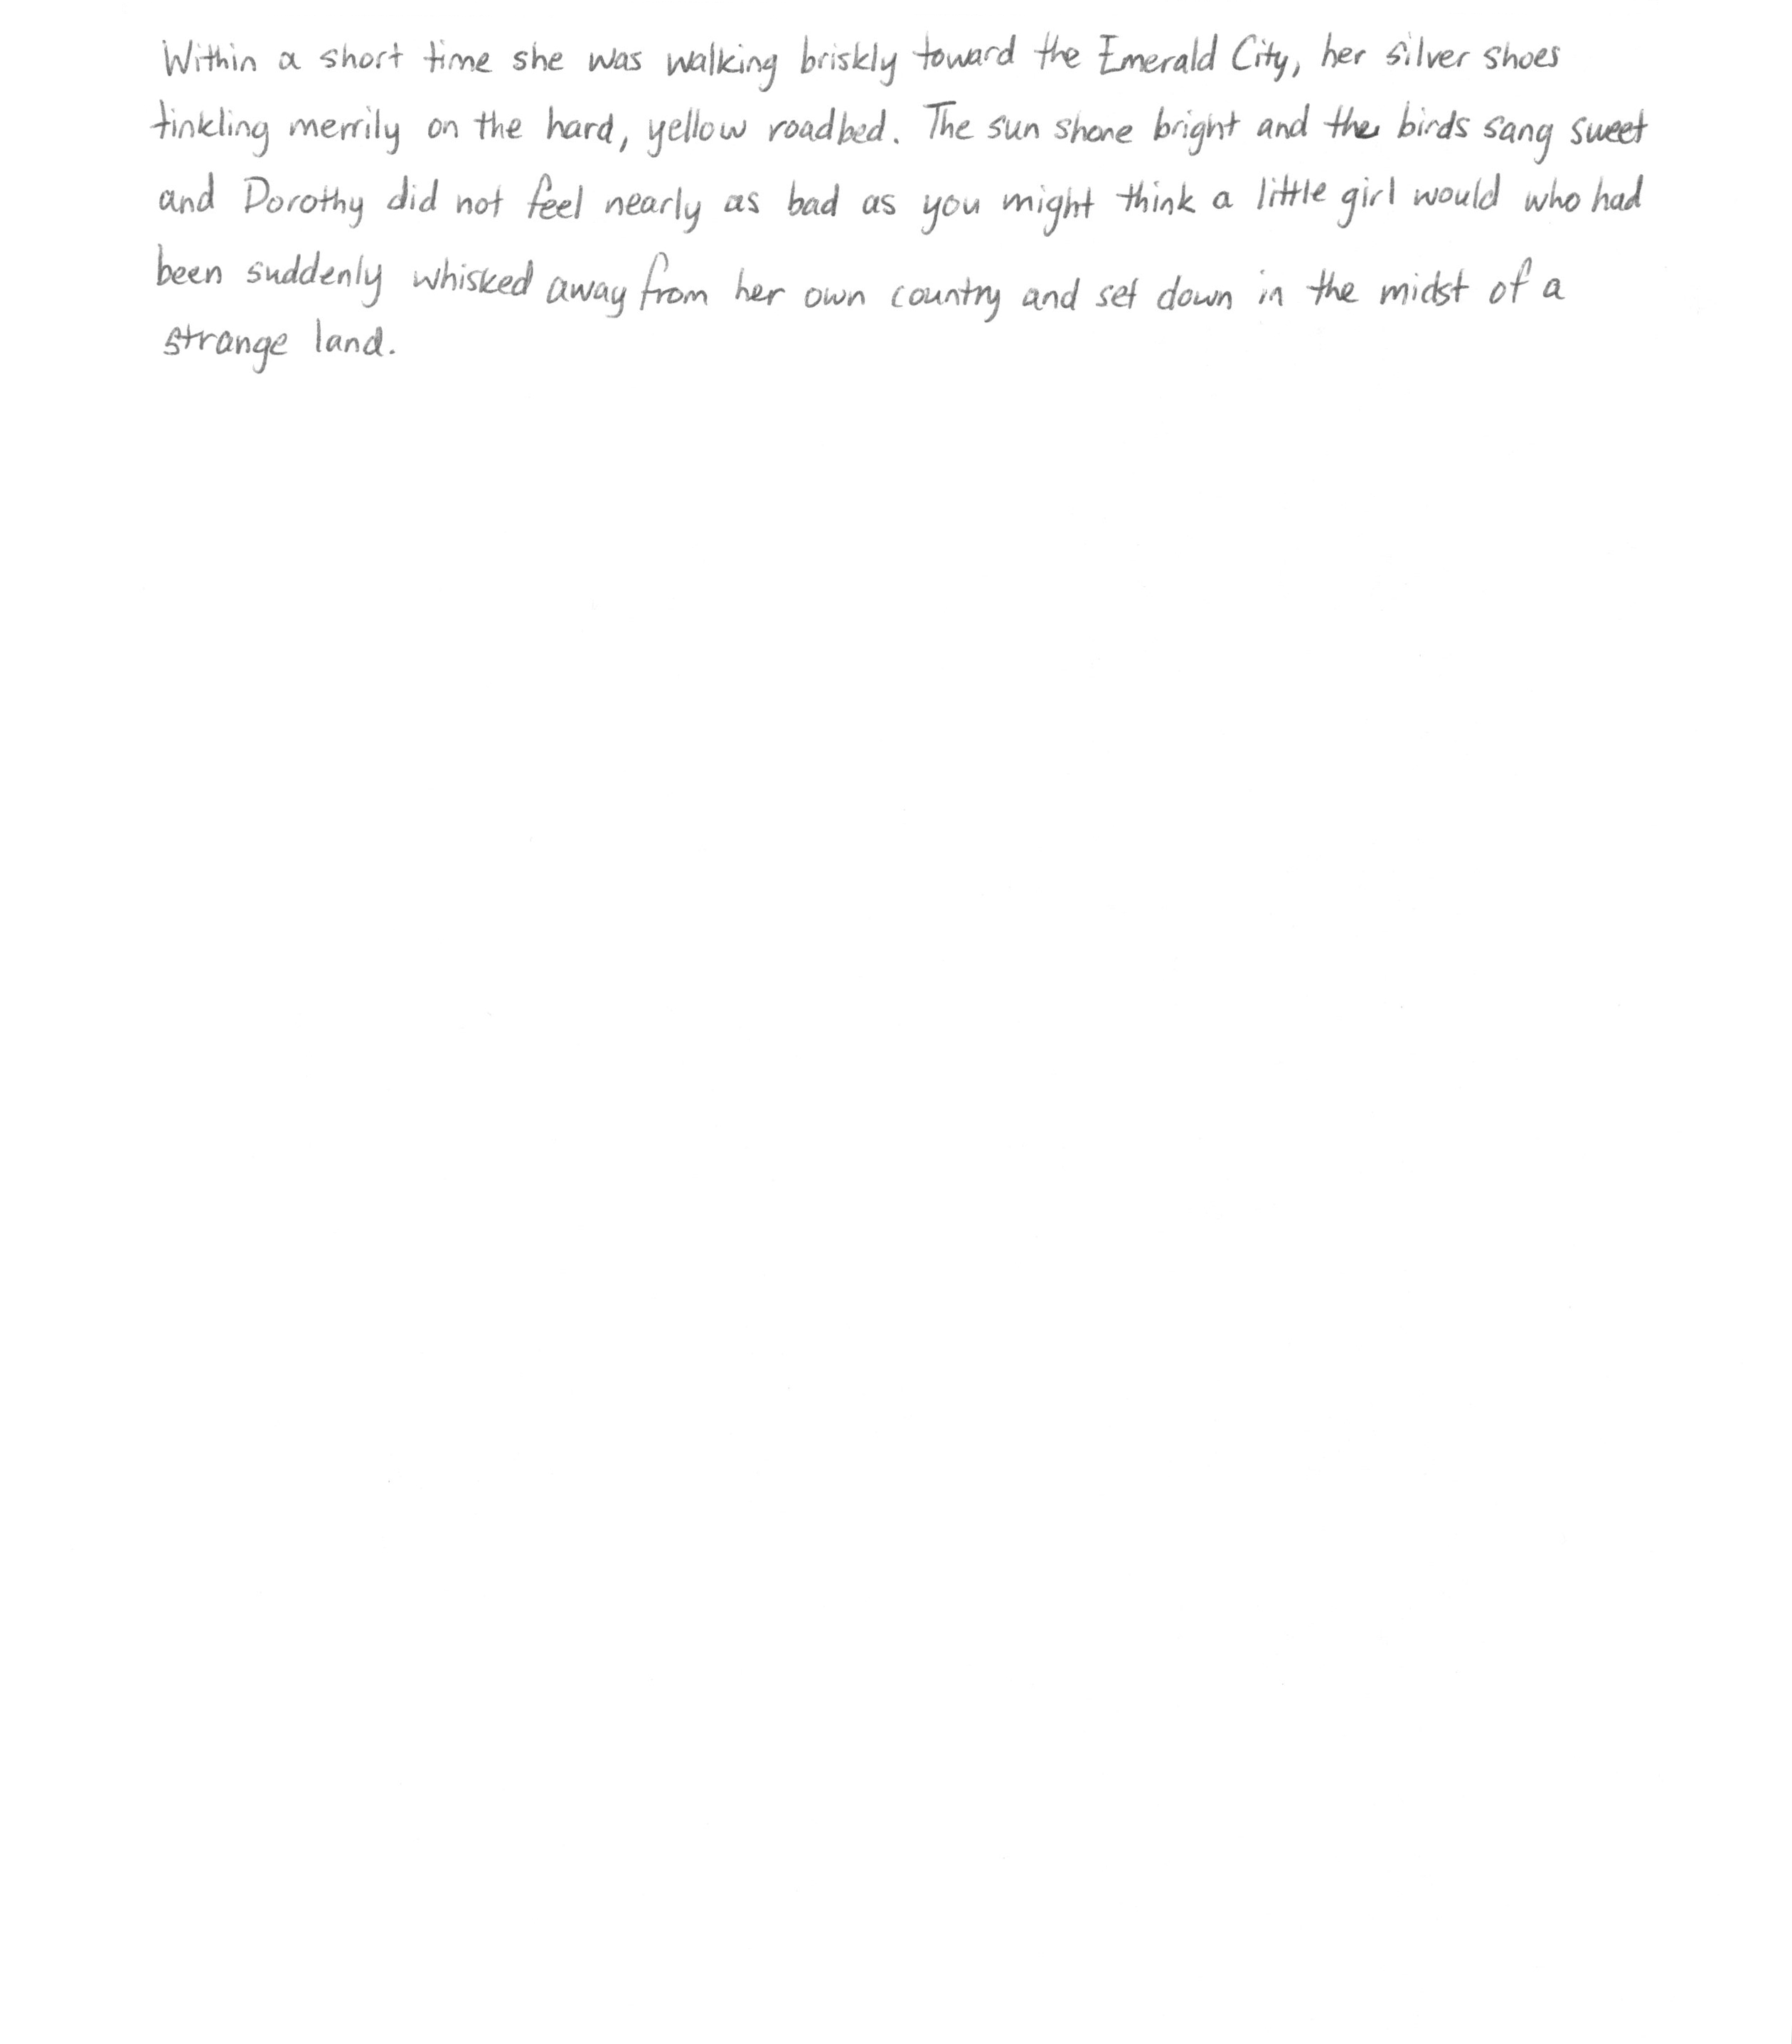 Within a short time she was walking briskly toward the Emerald City, her silver shoes
tinkling merrily on the hard, yellow roadbed. The sun shone bright and the birds sang sweet
and Dorothy did not feel nearly as bad as you might think a little girl would who had
been suddenly whisked away from her own country and set down in the midst of a
strange land.